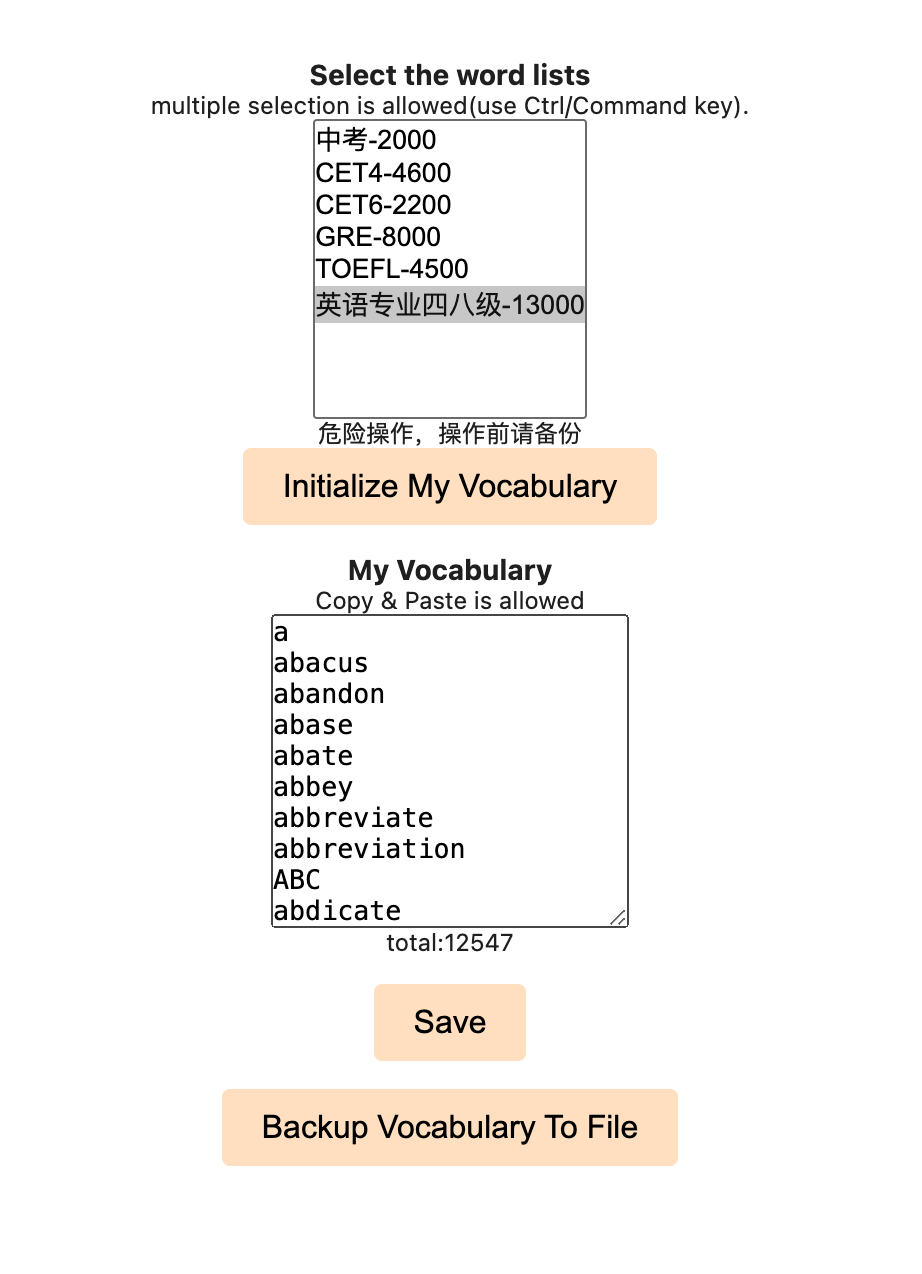 Select the word lists
multiple selection is allowed(use Ctrl/Command key).
中考-2000
CET4-4600
CET6-2200
GRE-8000
TOEFL-4500
英语专业四八级-13000
危险操作，操作前请备份
Initialize My Vocabulary
My Vocabulary
Copy & Paste is allowed
a
abacus
abandon
abase
abate
abbey
abbreviate
abbreviation
ABC
abdicate
total:12547
Save
Backup Vocabulary To File